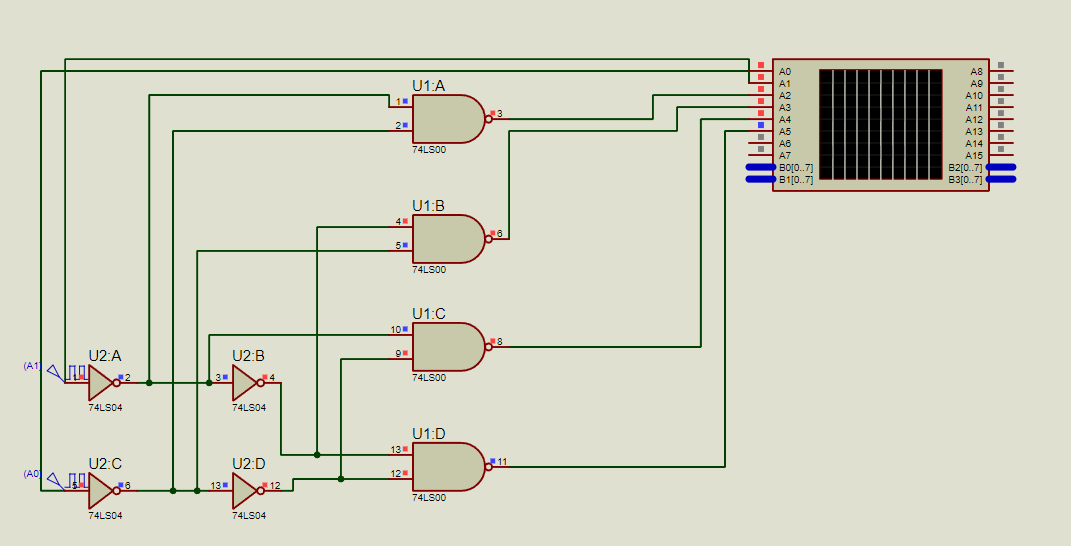 U1:A
1
2
3
74LS00
U1:B
4
5
6
74LS00
U1:C
10
9
8
74LS00
U1:D
13
12
11
74LS00
(A1)
U2:A
1
2
74LS04
U2:B
3
4
74LS04
(A0)
U2:C
5
6
74LS04
U2:D
13
12
74LS04
A0
A1
A2
A3
A4
A5
A6
A7
B0[0..7]
B1[0..7]
A8
A9
A10
A11
A12
A13
A14
A15
B2[0..7]
B3[0..7]